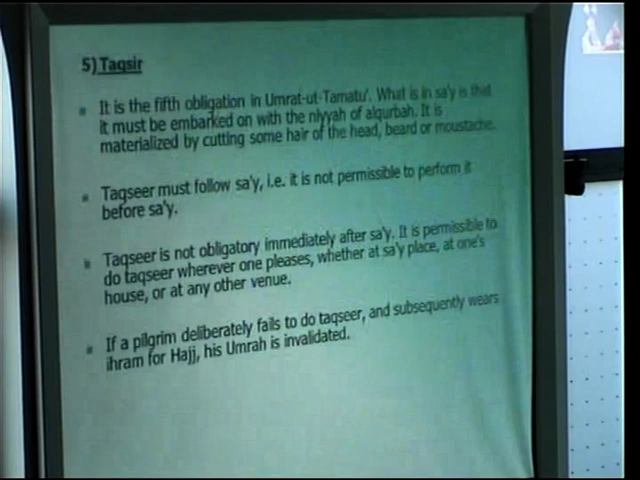 5) Taqsir
▪ It is the fifth obligation in Umrat-ut-Tamatu'. What is in sa'y is that
it must be embarked on with the niyyah of alqurbah. It is
materialized by cutting some hair of the head, beard or moustache.
▪ Taqseer must follow sa'y, i.e. it is not permissible to perform it
before sa'y.
▪ Taqseer is not obligatory immediately after sa'y. It is permissible to
do taqseer wherever one pleases, whether at sa'y place, at one's
house, or at any other venue.
▪ If a pilgrim deliberately fails to do taqseer, and subsequently wears
ihram for Hajj, his Umrah is invalidated.